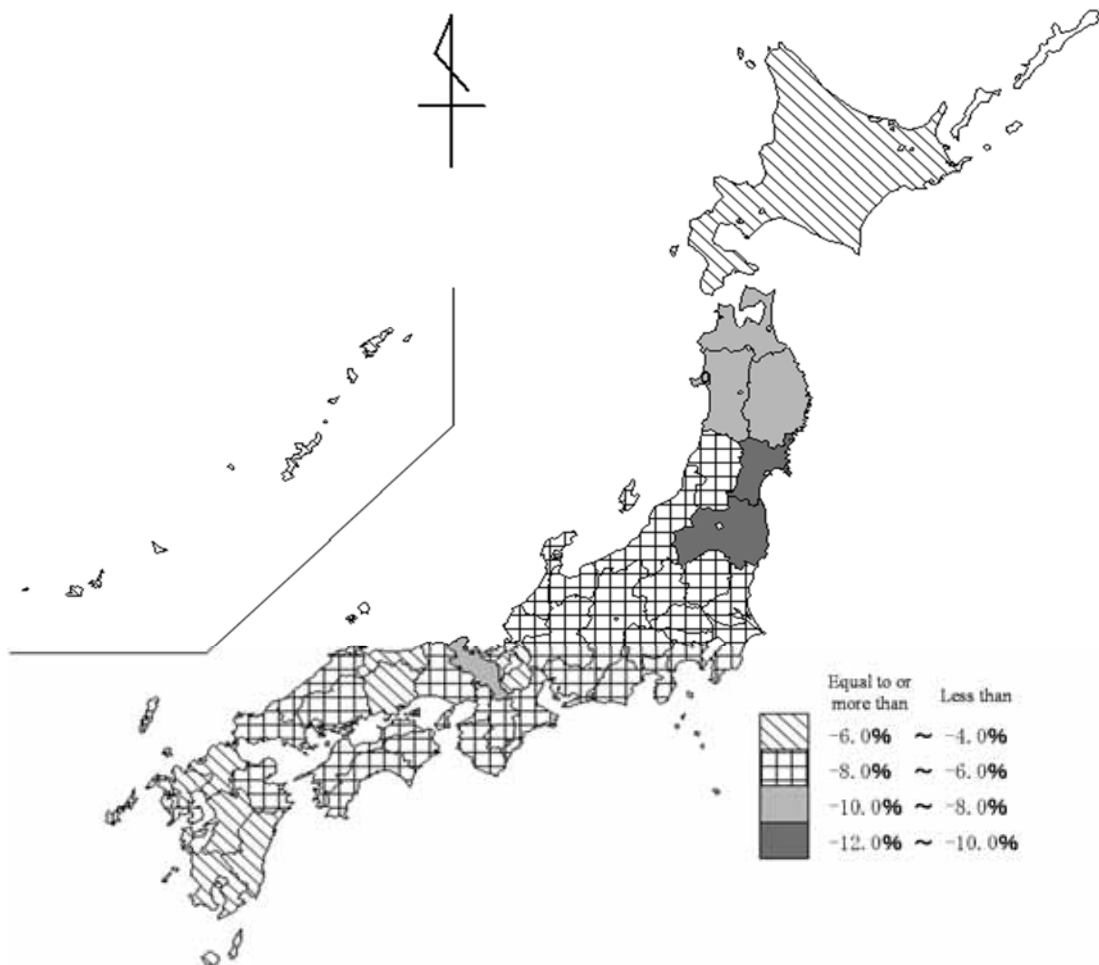 Equal to or more than Less than
-6.0% ～ -4.0%
-8.0% ～ -6.0%
-10.0% ～ -8.0%
-12.0% ～ -10.0%